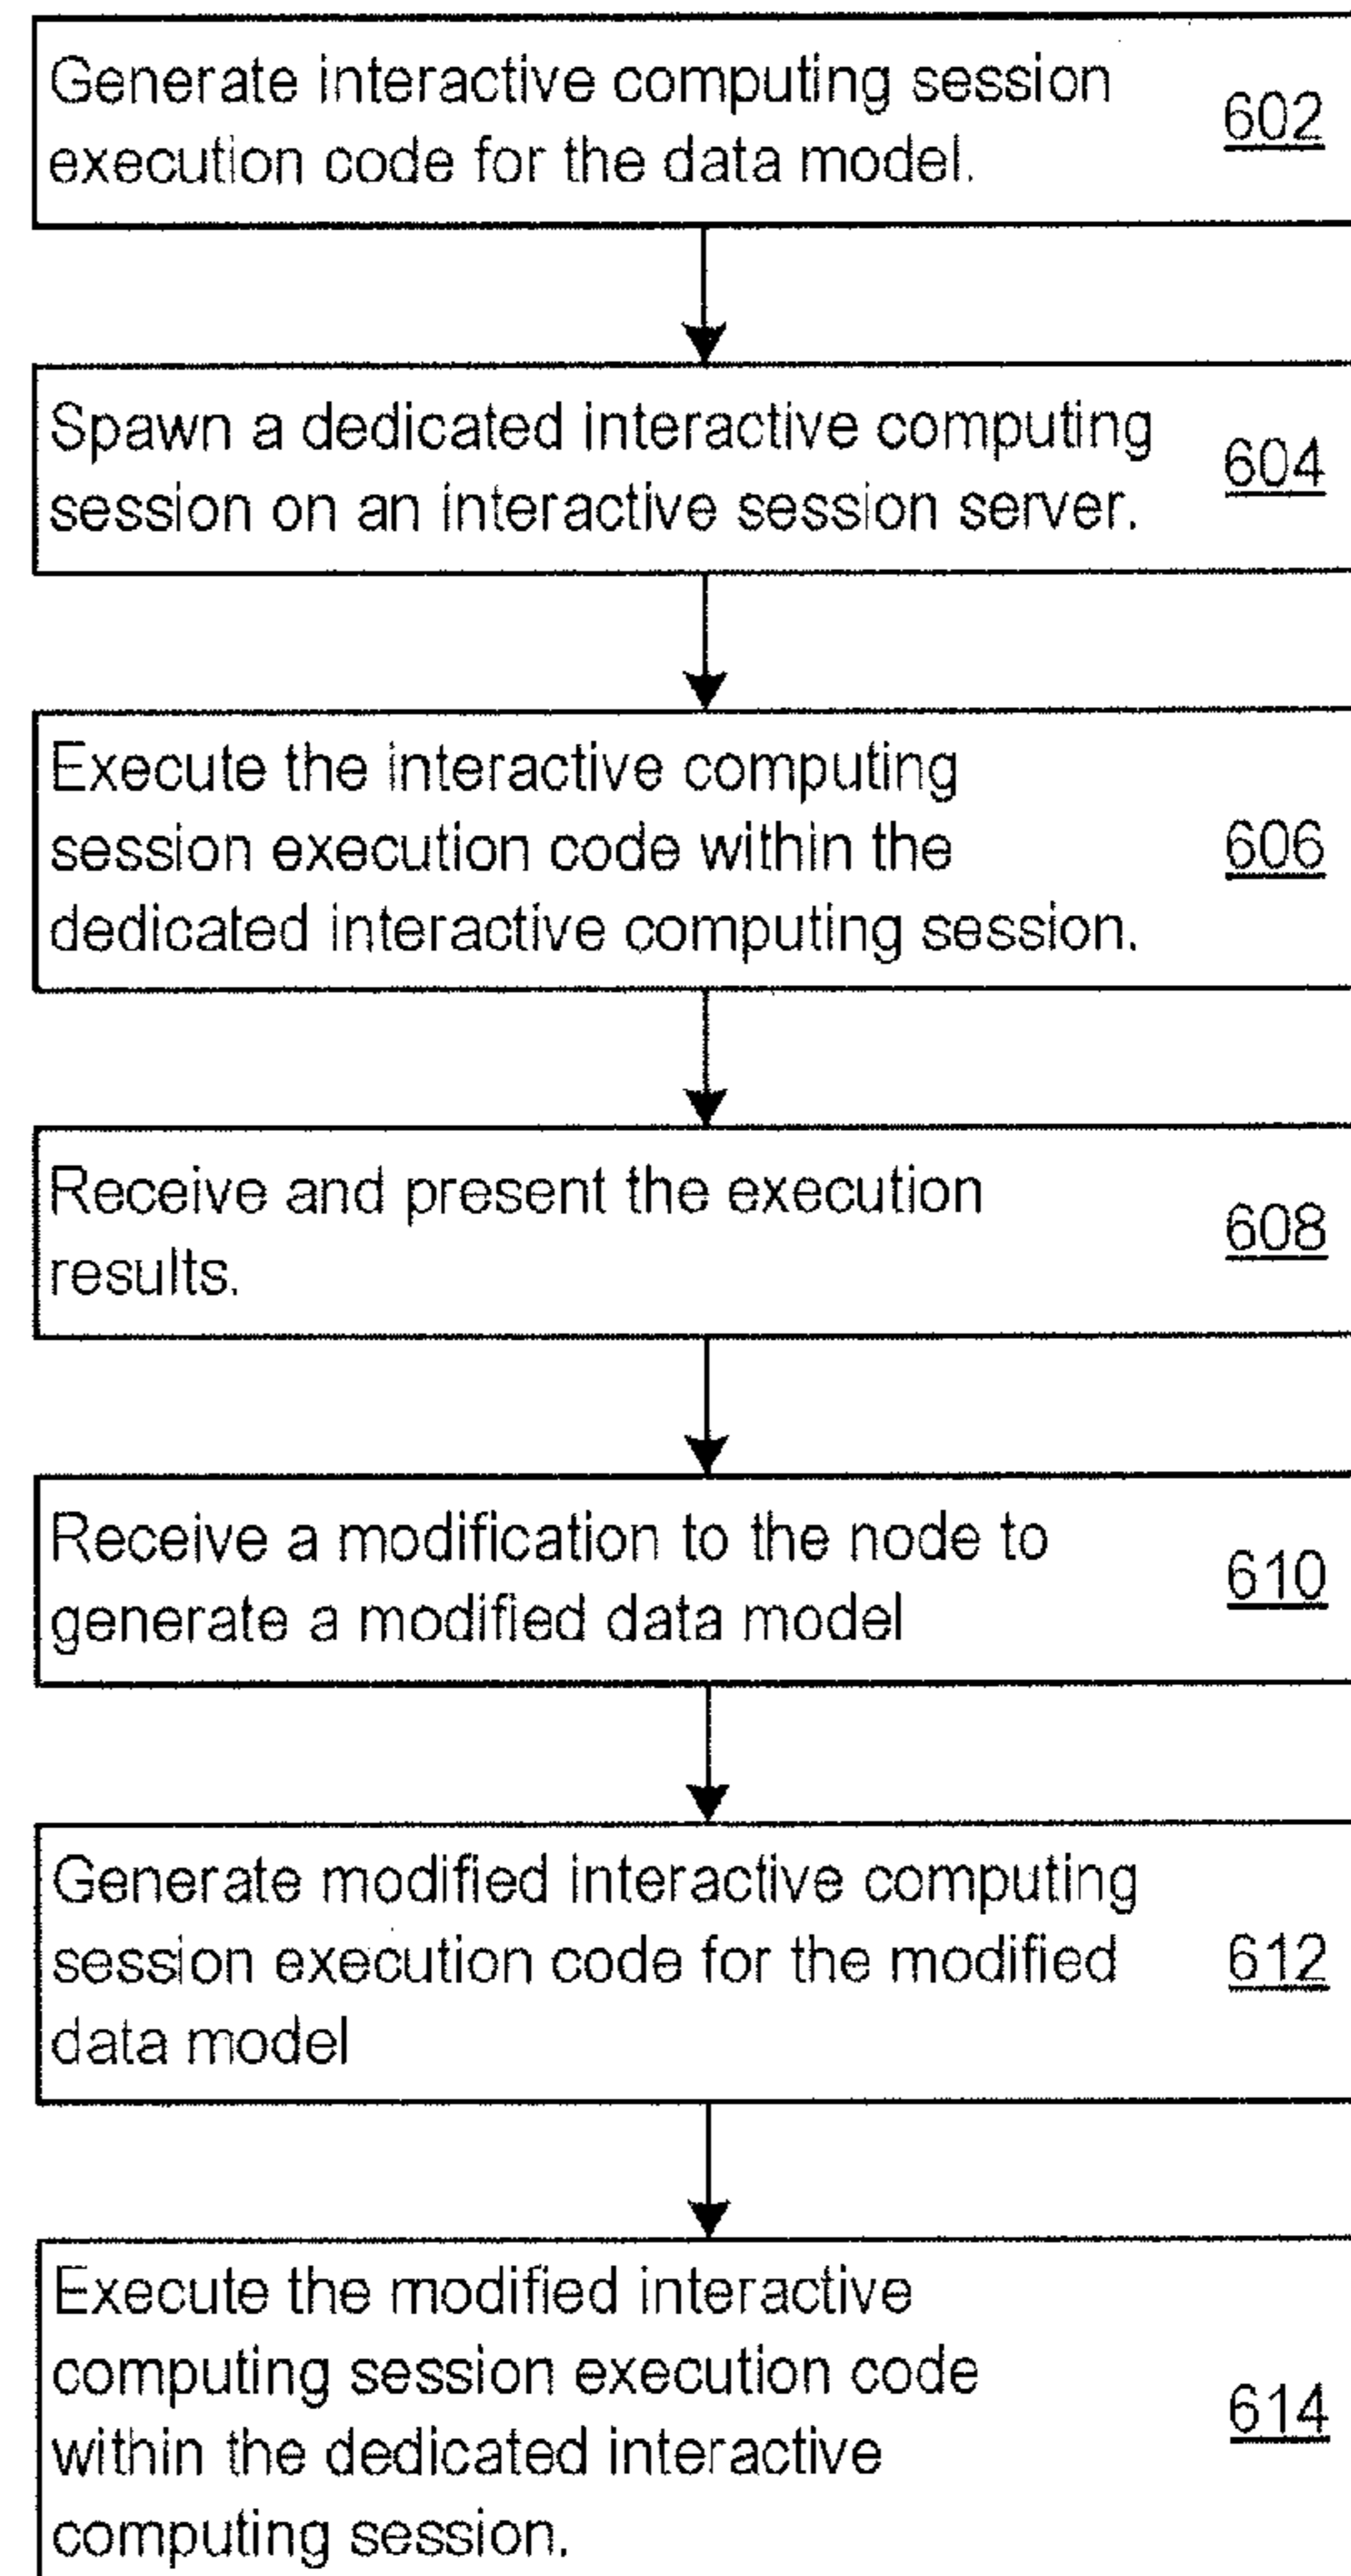 Generate interactive computing session
execution code for the data model.
602
Spawn a dedicated interactive computing
session on an interactive session server.
604
Execute the interactive computing
session execution code within the
dedicated interactive computing session.
606
Receive and present the execution
results.
608
Receive a modification to the node to
generate a modified data model
610
Generate modified interactive computing
session execution code for the modified
data model
612
Execute the modified interactive
computing session execution code
within the dedicated interactive
computing session.
614